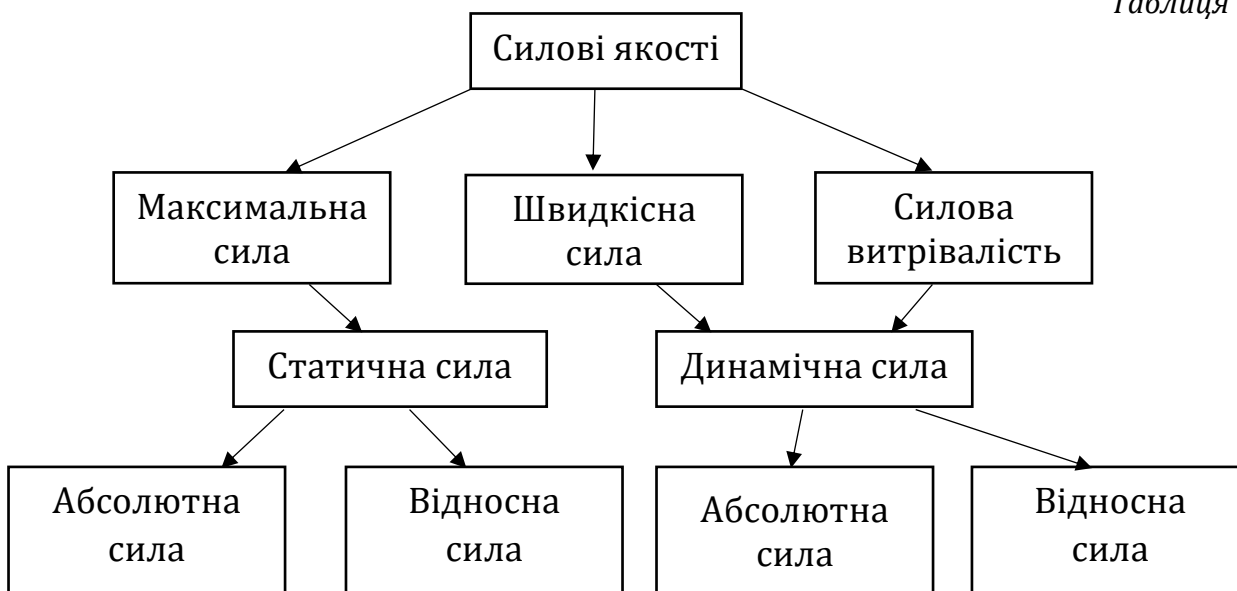 Таблиця
Силові якості
Максимальна
сила
Швидкісна
сила
Силова
витрівалість
Статична сила
Динамічна сила
Абсолютна
сила
Відносна
сила
Абсолютна
сила
Відносна
сила